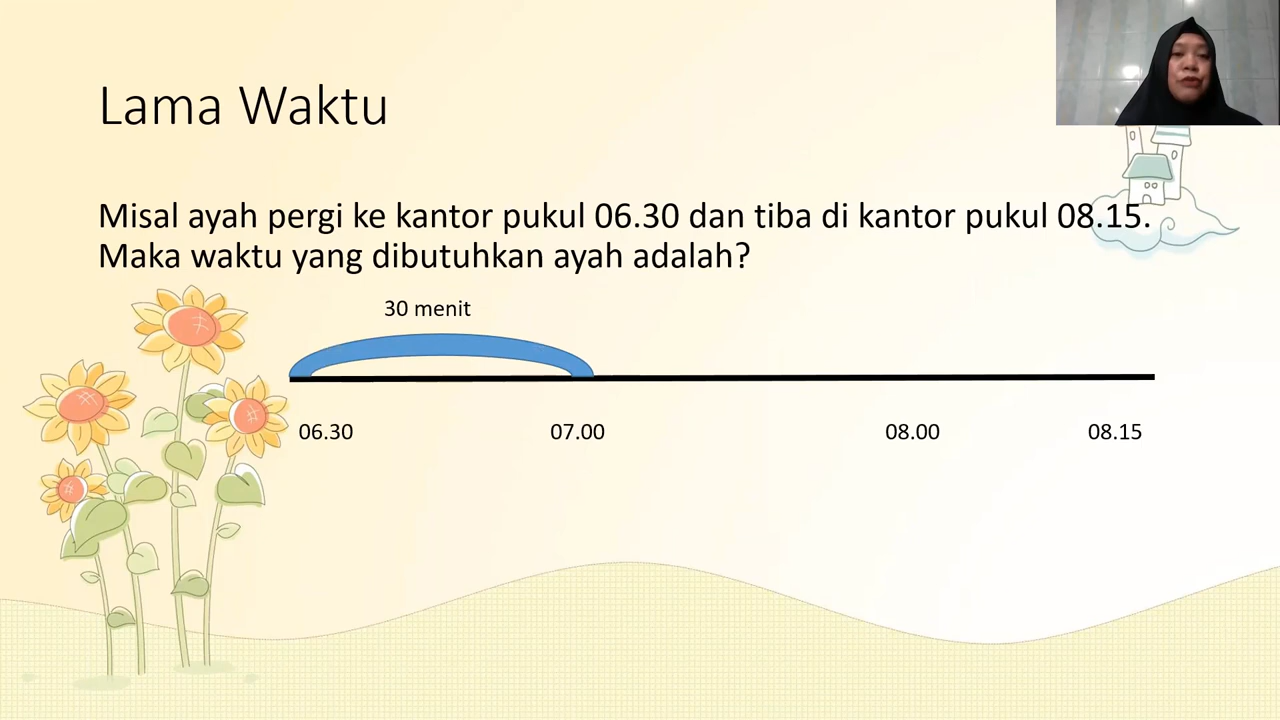 Lama Waktu
Misal ayah pergi ke kantor pukul 06.30 dan tiba di kantor pukul 08.15.
Maka waktu yang dibutuhkan ayah adalah?
30 menit
06.30 07.00 08.00 08.15